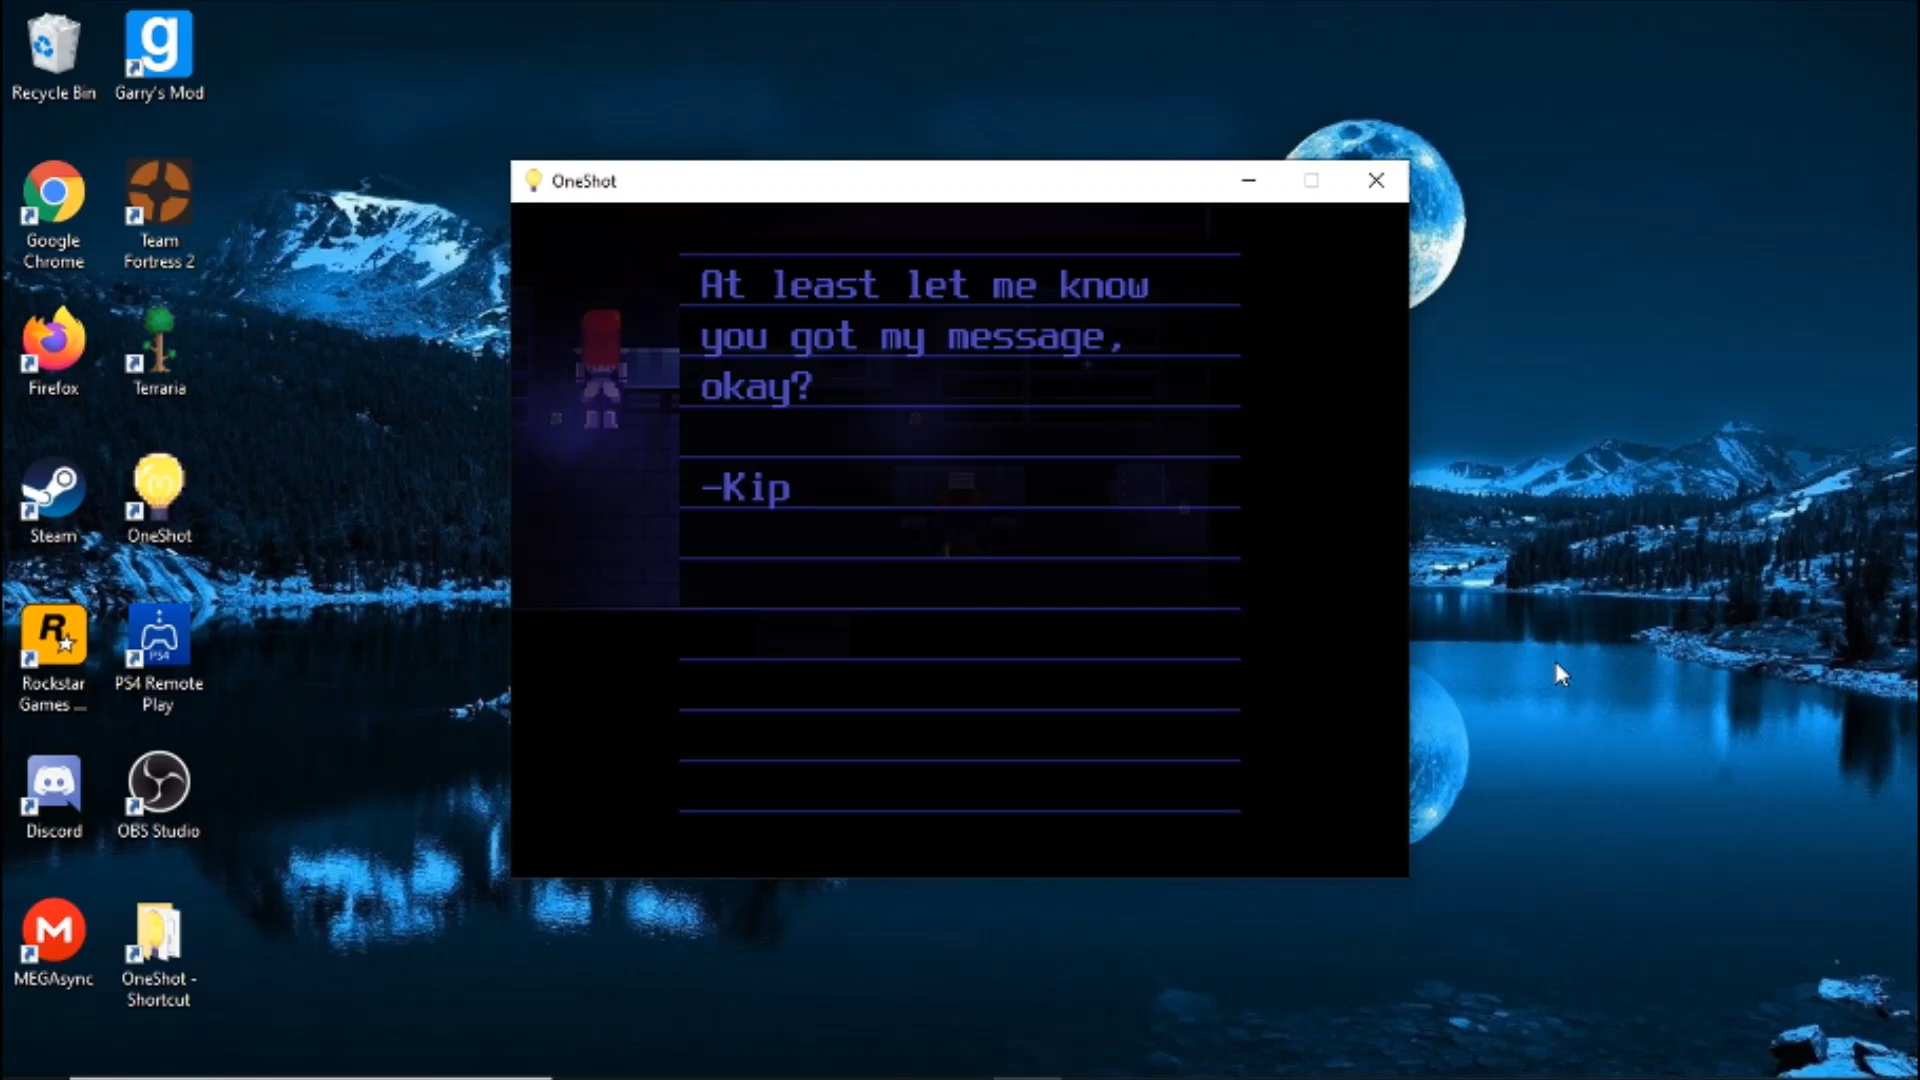 Recycle Bin
Garry's Mod
Google
Chrome
Team
Fortress 2
Firefox
Terraria
Steam
OneShot
Rockstar
Games ...
PS4
PS4 Remote
Play
Discord
OBS Studio
MEGAsync
OneShot -
Shortcut
OneShot
At least let me know
you got my message,
okay?
-Kip